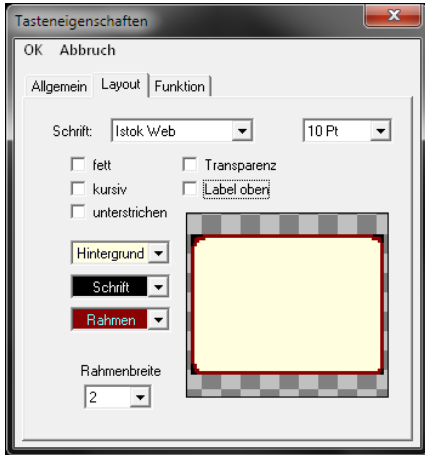 Tasteneigenschaften
OK Abbruch
Allgemein Layout Funktion
Schrift: Istok Web 10 Pt
fett Transparenz
kursiv Label oben
unterstrichen
Hintergrund
Schrift
Rahmen
Rahmenbreite
2